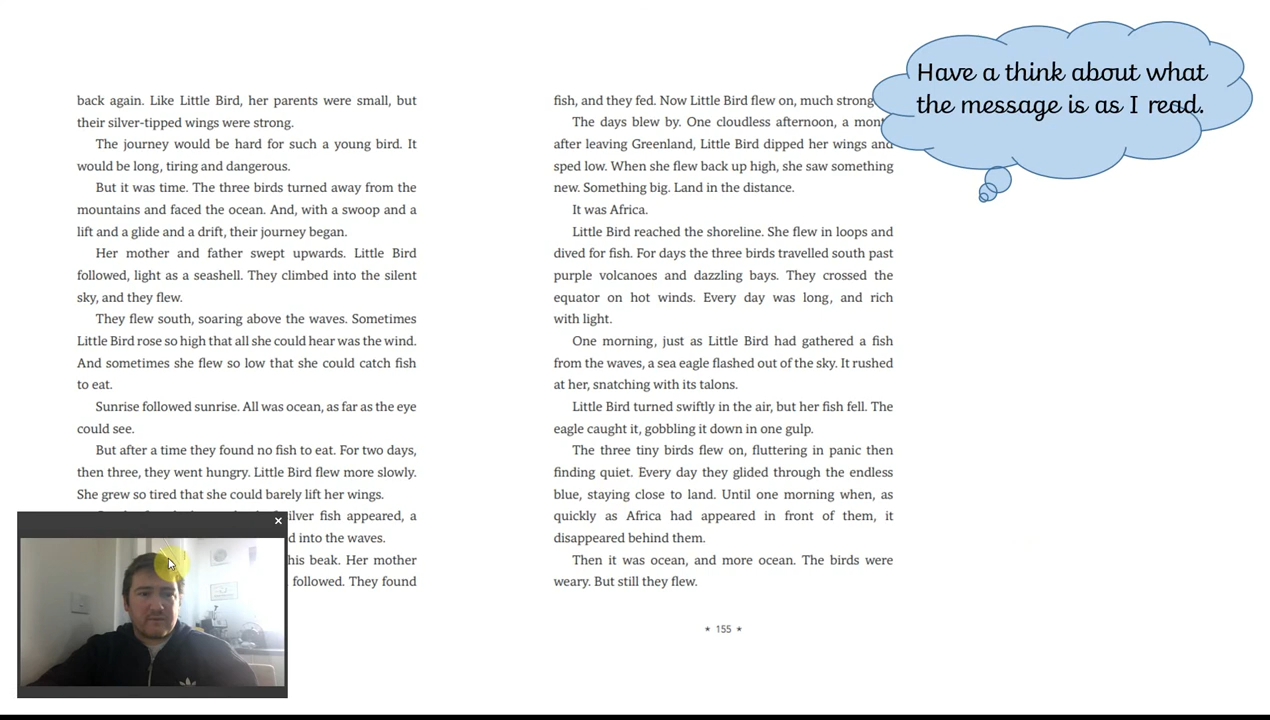 back again. Like Little Bird, her parents were small, but
their silver-tipped wings were strong.
The journey would be hard for such a young bird. It
would be long, tiring and dangerous.
But it was time. The three birds turned away from the
mountains and faced the ocean. And, with a swoop and a
lift and a glide and a drift, their journey began.
Her mother and father swept upwards. Little Bird
followed, light as a seashell. They climbed into the silent
sky, and they flew.
They flew south, soaring above the waves. Sometimes
Little Bird rose so high that all she could hear was the wind.
And sometimes she flew so low that she could catch fish
to eat.
Sunrise followed sunrise. All was ocean, as far as the eye
could see.
But after a time they found no fish to eat. For two days,
then three, they went hungry. Little Bird flew more slowly.
She grew so tired that she could barely lift her wings.
silver fish appeared, a
into the waves.
his beak. Her mother
followed. They found
fish, and they fed. Now Little Bird flew on, much
The days blew by. One cloudless afternoon, a
after leaving Greenland, Little Bird dipped her wings and
sped low. When she flew back up high, she saw something
new. Something big. Land in the distance.
It was Africa.
Little Bird reached the shoreline. She flew in loops and
dived for fish. For days the three birds travelled south past
purple volcanoes and dazzling bays. They crossed the
equator on hot winds. Every day was long, and rich
with light.
One morning, just as Little Bird had gathered a fish
from the waves, a sea eagle flashed out of the sky. It rushed
at her, snatching with its talons.
Little Bird turned swiftly in the air, but her fish fell. The
eagle caught it, gobbling it down in one gulp.
The three tiny birds flew on, fluttering in panic then
finding quiet. Every day they glided through the endless
blue, staying close to land. Until one morning when, as
quickly as Africa had appeared in front of them, it
disappeared behind them.
Then it was ocean, and more ocean. The birds were
weary. But still they flew.
★ 155 ★
Have a think about what
the message is as I read.